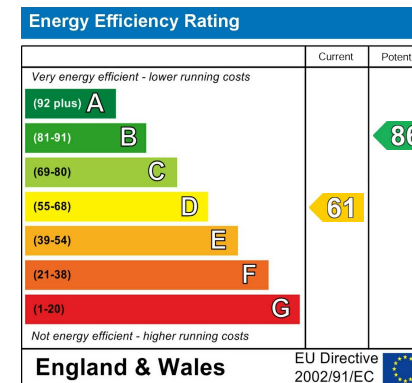 Energy Efficiency Rating
Current
Very energy efficient - lower running costs
(92 plus) A
(81-91) B
86
(69-80) C
(55-68) D
61
(39-54) E
(21-38) F
(1-20) G
Not energy efficient - higher running costs
England & Wales
EU Directive
2002/91/EC